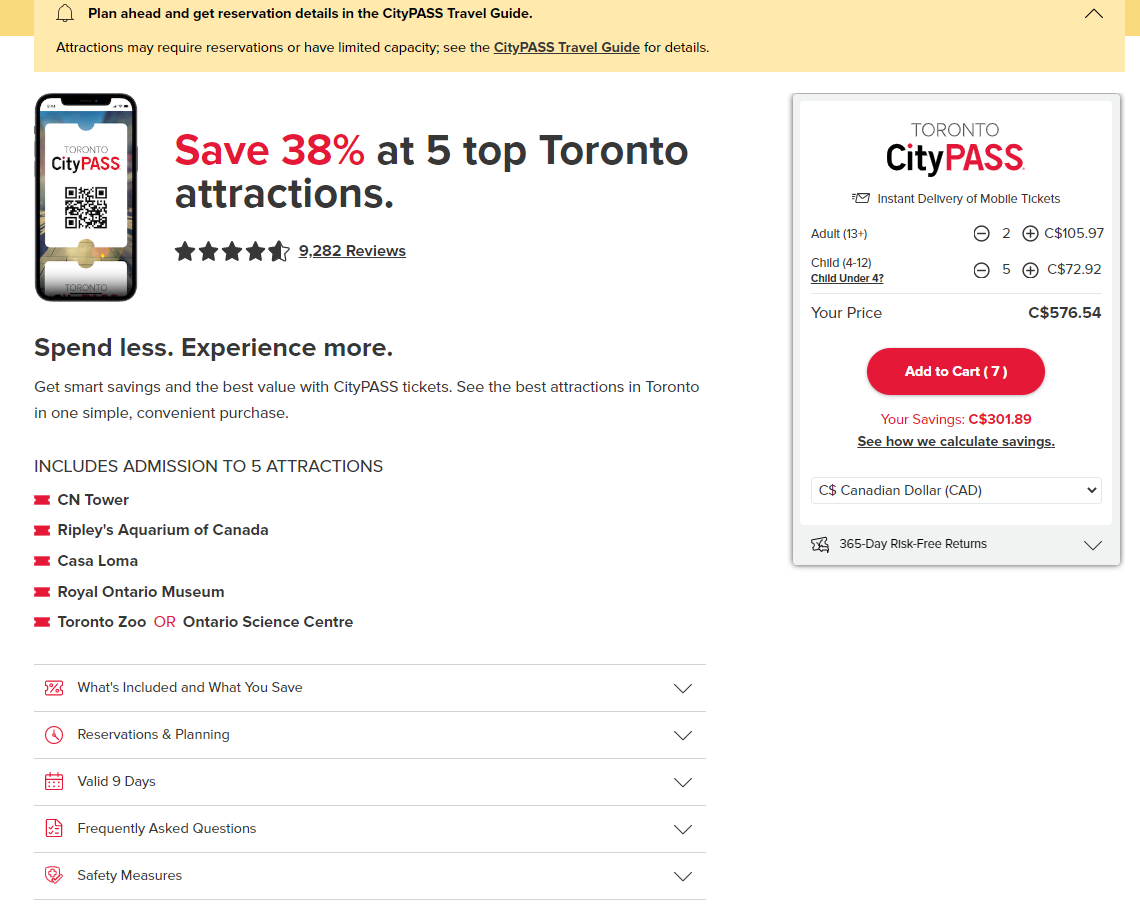 Plan ahead and get reservation details in the CityPASS Travel Guide.
Attractions may require reservations or have limited capacity; see the CityPASS Travel Guide for details.
TORONTO
CityPASS
TORONTO
Save 38% at 5 top Toronto
attractions.
9,282 Reviews
Spend less. Experience more.
Get smart savings and the best value with CityPASS tickets. See the best attractions in Toronto
in one simple, convenient purchase.
INCLUDES ADMISSION TO 5 ATTRACTIONS
CN Tower
Ripley's Aquarium of Canada
Casa Loma
Royal Ontario Museum
Toronto Zoo OR Ontario Science Centre
What's Included and What You Save
Reservations & Planning
Valid 9 Days
Frequently Asked Questions
Safety Measures
TORONTO
CityPASS
Instant Delivery of Mobile Tickets
Adult (13+) 2 C$105.97
Child (4-12) 5 C$72.92
Child Under 4?
Your Price C$576.54
Add to Cart ( 7 )
Your Savings: C$301.89
See how we calculate savings.
C$ Canadian Dollar (CAD)
365-Day Risk-Free Returns